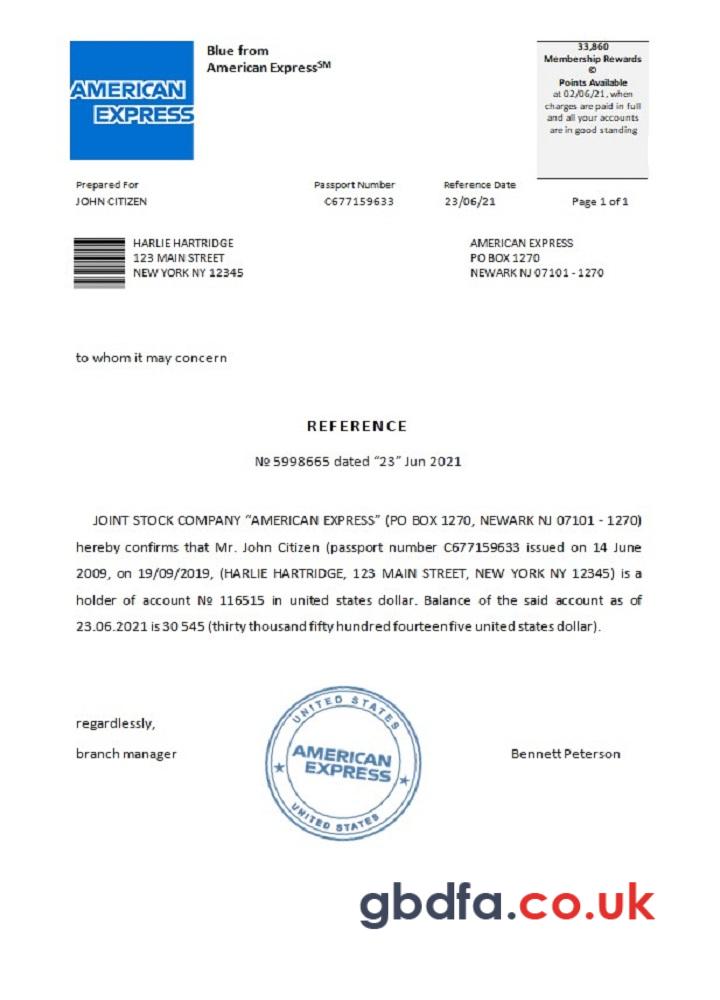 AMERICAN
EXPRESS
Blue from
American Express℠
33,860
Membership Rewards
©
Points Available
at 02/06/21, when
charges are paid in full
and all your accounts
are in good standing
Prepared For
JOHN CITIZEN
Passport Number
C677159633
Reference Date
23/06/21
Page 1 of 1
HARLIE HARTRIDGE
123 MAIN STREET
NEW YORK NY 12345
AMERICAN EXPRESS
PO BOX 1270
NEWARK NJ 07101 - 1270
to whom it may concern
REFERENCE
№ 5998665 dated “23” Jun 2021
JOINT STOCK COMPANY “AMERICAN EXPRESS” (PO BOX 1270, NEWARK NJ 07101 - 1270)
hereby confirms that Mr. John Citizen (passport number C677159633 issued on 14 June
2009, on 19/09/2019, (HARLIE HARTRIDGE, 123 MAIN STREET, NEW YORK NY 12345) is a
holder of account № 116515 in united states dollar. Balance of the said account as of
23.06.2021 is 30 545 (thirty thousand fifty hundred fourteen five united states dollar).
regardlessly,
branch manager
UNITED STATES
AMERICAN
EXPRESS
UNITED STATES
Bennett Peterson
gbdfa.co.uk